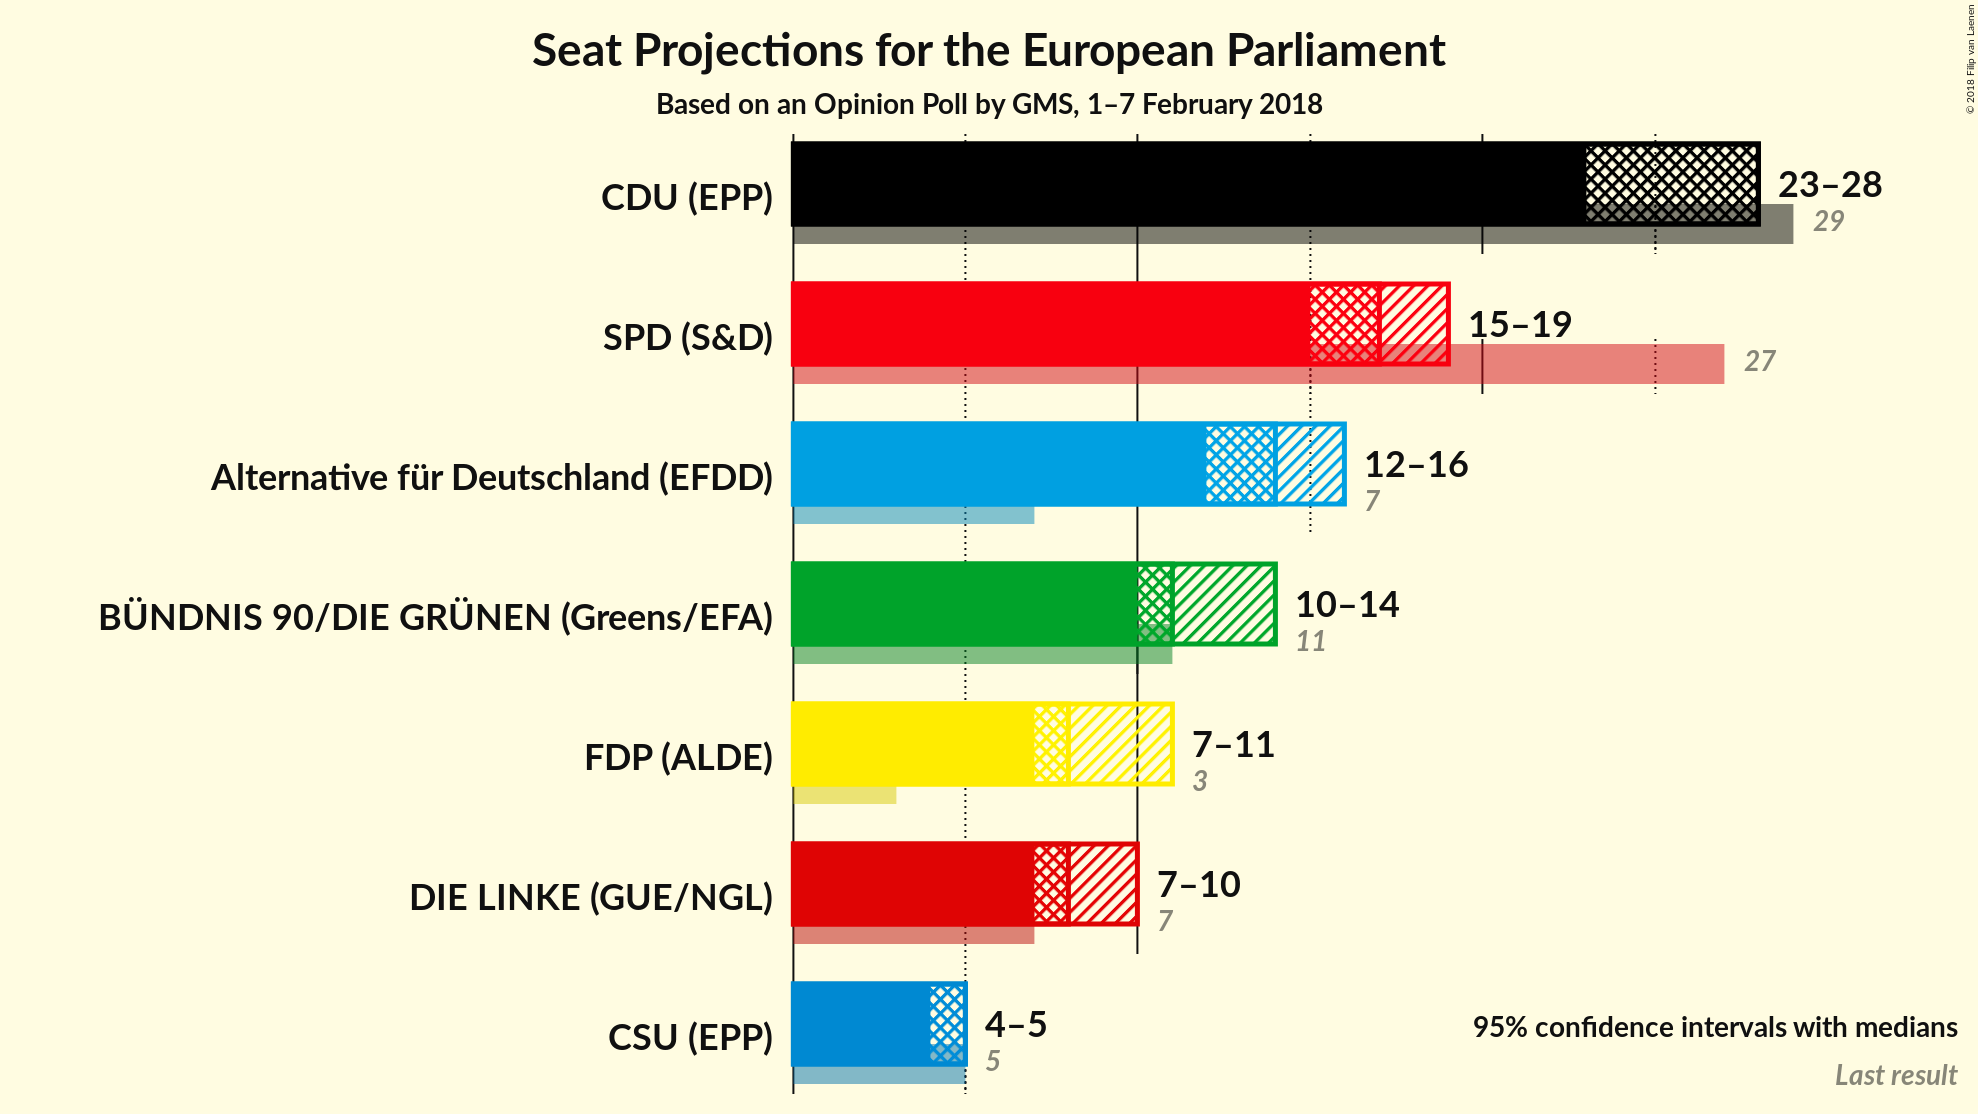 Seat Projections for the European Parliament
Based on an Opinion Poll by GMS, 1–7 February 2018
© 2018 Filip van Laenen
CDU (EPP)
23–28
29
SPD (S&D)
15–19
27
Alternative für Deutschland (EFDD)
12–16
7
BÜNDNIS 90/DIE GRÜNEN (Greens/EFA)
10–14
11
FDP (ALDE)
7–11
3
DIE LINKE (GUE/NGL)
7–10
7
CSU (EPP)
4–5
5
95% confidence intervals with medians
Last result